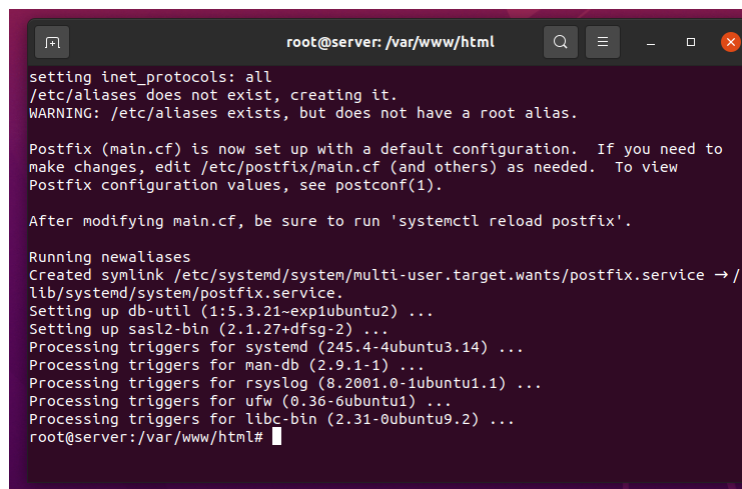 root@server: /var/www/html
setting inet_protocols: all
/etc/aliases does not exist, creating it.
WARNING: /etc/aliases exists, but does not have a root alias.
Postfix (main.cf) is now set up with a default configuration.  If you need to
make changes, edit /etc/postfix/main.cf (and others) as needed.  To view
Postfix configuration values, see postconf(1).
After modifying main.cf, be sure to run 'systemctl reload postfix'.
Running newaliases
Created symlink /etc/systemd/system/multi-user.target.wants/postfix.service → /
lib/systemd/system/postfix.service.
Setting up db-util (1:5.3.21~exp1ubuntu2) ...
Setting up sasl2-bin (2.1.27+dfsg-2) ...
Processing triggers for systemd (245.4-4ubuntu3.14) ...
Processing triggers for man-db (2.9.1-1) ...
Processing triggers for rsyslog (8.2001.0-1ubuntu1.1) ...
Processing triggers for ufw (0.36-6ubuntu1) ...
Processing triggers for libc-bin (2.31-0ubuntu9.2) ...
root@server:/var/www/html#